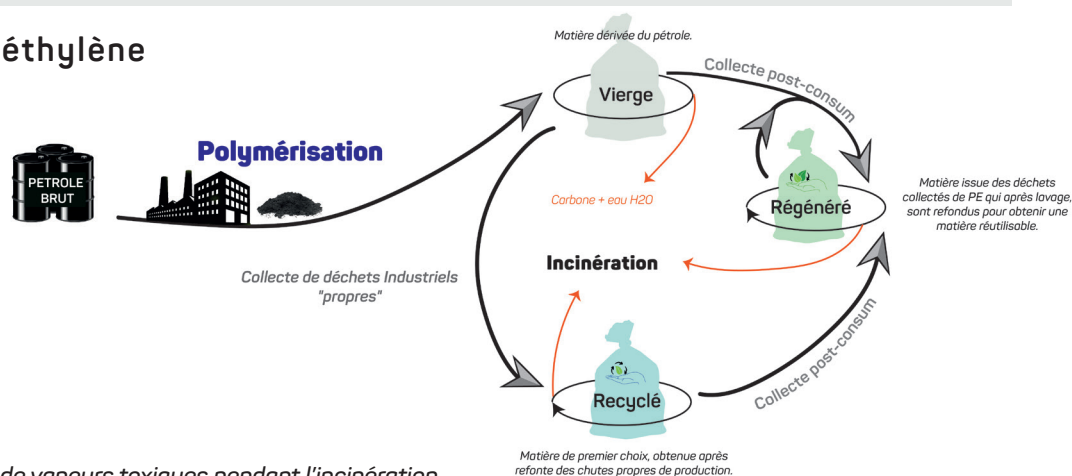 éthylène
Matière dérivée du pétrole.
Vierge
Collecte post-consum
Polymérisation
PETROLE
BRUT
Carbone + eau H2O
Régénéré
Matière issue des déchets
collectés de PE qui après lavage,
sont refondus pour obtenir une
matière réutilisable.
Incinération
Collecte de déchets Industriels
"propres"
Recyclé
Collecte post-consum
Matière de premier choix, obtenue après
refonte des chutes propres de production.
de vapeurs toxiques pendant l'incinération